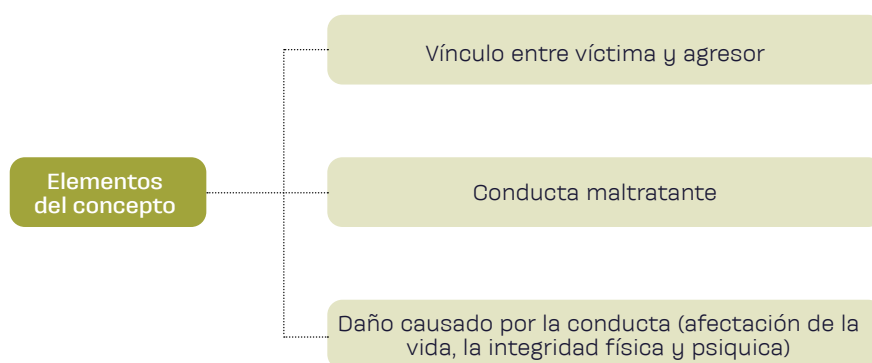 Vínculo entre víctima y agresor
Elementos
del concepto
Conducta maltratante
Daño causado por la conducta (afectación de la
vida, la integridad física y psiquica)